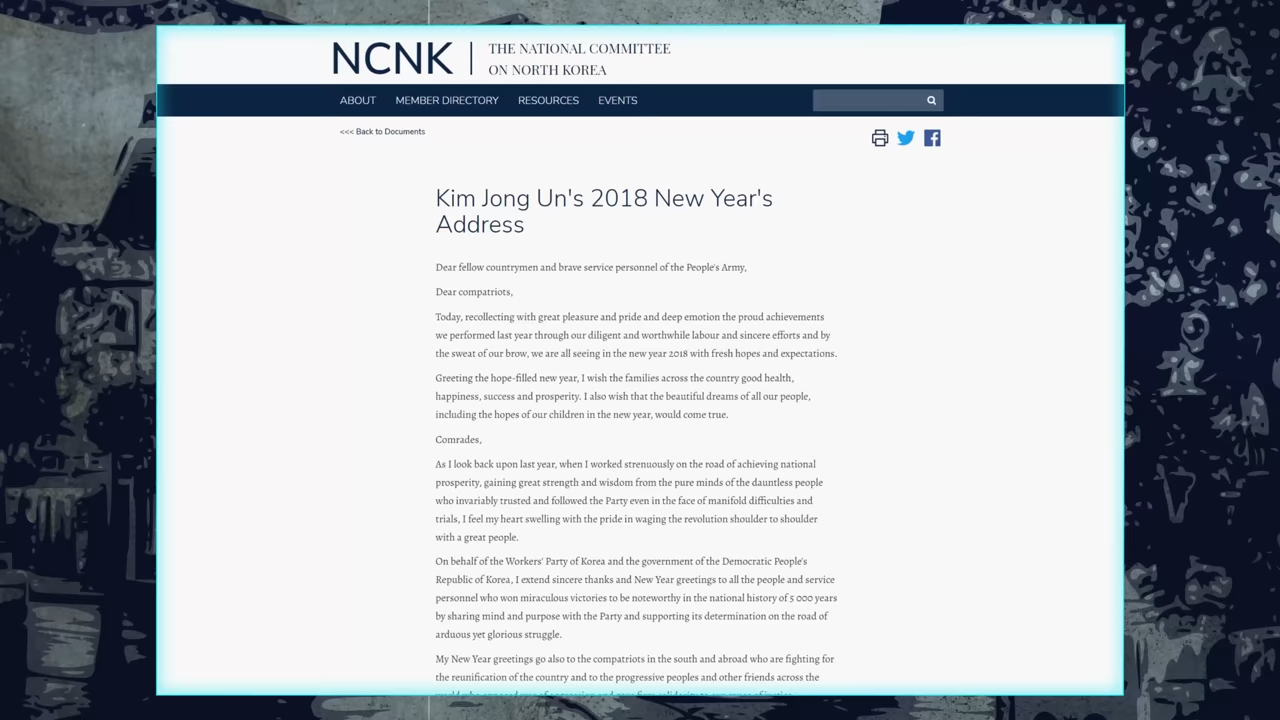 NCNK
THE NATIONAL COMMITTEE
ON NORTH KOREA
ABOUT MEMBER DIRECTORY RESOURCES EVENTS
<<< Back to Documents
Kim Jong Un's 2018 New Year's
Address
Dear fellow countrymen and brave service personnel of the People's Army,
Dear compatriots,
Today, recollecting with great pleasure and pride and deep emotion the proud achievements
we performed last year through our diligent and worthwhile labour and sincere efforts and by
the sweat of our brow, we are all seeing in the new year 2018 with fresh hopes and expectations.
Greeting the hope-filled new year, I wish the families across the country good health,
happiness, success and prosperity. I also wish that the beautiful dreams of all our people,
including the hopes of our children in the new year, would come true.
Comrades,
As I look back upon last year, when I worked strenuously on the road of achieving national
prosperity, gaining great strength and wisdom from the pure minds of the dauntless people
who invariably trusted and followed the Party even in the face of manifold difficulties and
trials, I feel my heart swelling with the pride in waging the revolution shoulder to shoulder
with a great people.
On behalf of the Workers' Party of Korea and the government of the Democratic People's
Republic of Korea, I extend sincere thanks and New Year greetings to all the people and service
personnel who won miraculous victories to be noteworthy in the national history of 5 000 years
by sharing mind and purpose with the Party and supporting its determination on the road of
arduous yet glorious struggle.
My New Year greetings go also to the compatriots in the south and abroad who are fighting for
the reunification of the country and to the progressive peoples and other friends across the